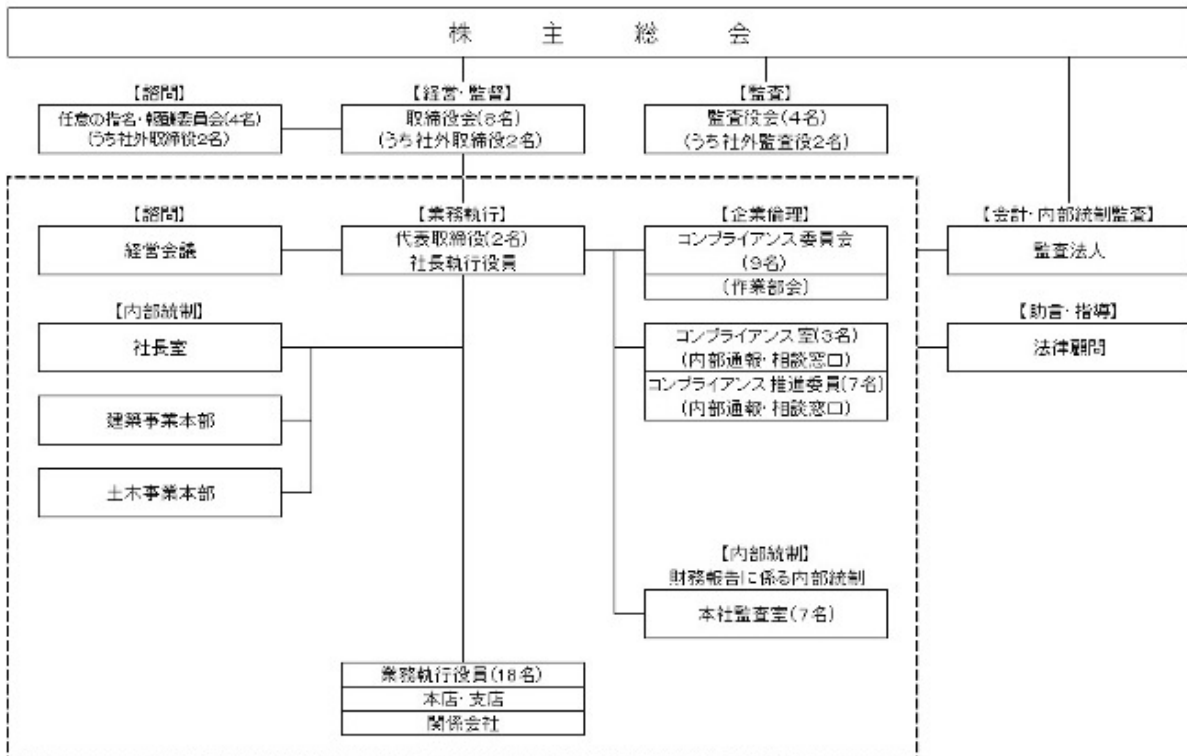 株主総会
【諮問】
任意の指名・報酬委員会(4名)
(うち社外取締役2名)
【経営・監督】
取締役会(8名)
(うち社外取締役2名)
【監査】
監査役会(4名)
(うち社外監査役2名)
【諮問】
経営会議
【業務執行】
代表取締役(2名)
社長執行役員
【企業倫理】
コンプライアンス委員会
(9名)
(作業部会)
【会計・内部統制監査】
監査法人
【内部統制】
社長室
コンプライアンス室(3名)
(内部通報・相談窓口)
コンプライアンス推進委員(7名)
(内部通報・相談窓口)
【助言・指導】
法律顧問
建築事業本部
土木事業本部
【内部統制】
財務報告に係る内部統制
本社監査室(7名)
業務執行役員(18名)
本店・支店
関係会社